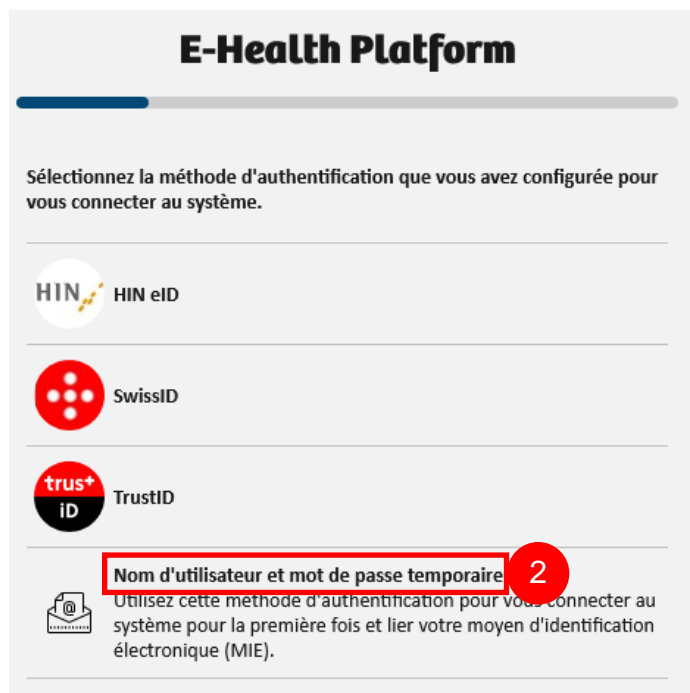 E-Health Platform
Sélectionnez la méthode d'authentification que vous avez configurée pour
vous connecter au système.
HIN
HIN eID
SwissID
trus+
iD
TrustID
Nom d'utilisateur et mot de passe temporaire
2
Utilisez cette méthode d'authentification pour vous connecter au
système pour la première fois et lier votre moyen d'identification
électronique (MIE).
@